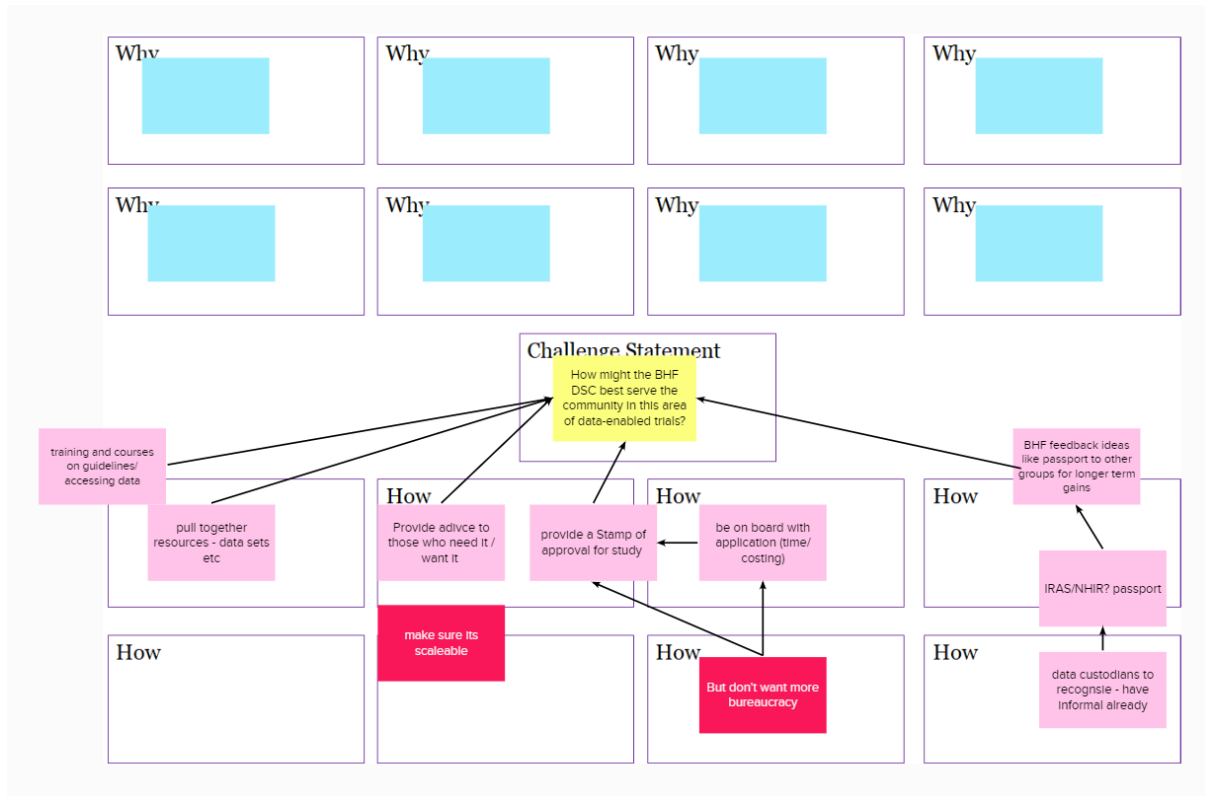 Why
Why
Why
Why
Why
Why
Why
Why
Challenge Statement
How might the BHF
DSC best serve the
community in this area
of data-enabled trials?
training and courses
on guidelines/
accessing data
BHF feedback ideas
like passport to other
groups for longer term
gains
How
How
How
pull together
resources - data sets
etc
Provide adivce to
those who need it /
want it
provide a Stamp of
approval for study
be on board with
application (time/
costing)
IRAS/NHIR? passport
make sure its
scaleable
How
How
How
But don't want more
bureaucracy
data custodians to
recognsie - have
informal already